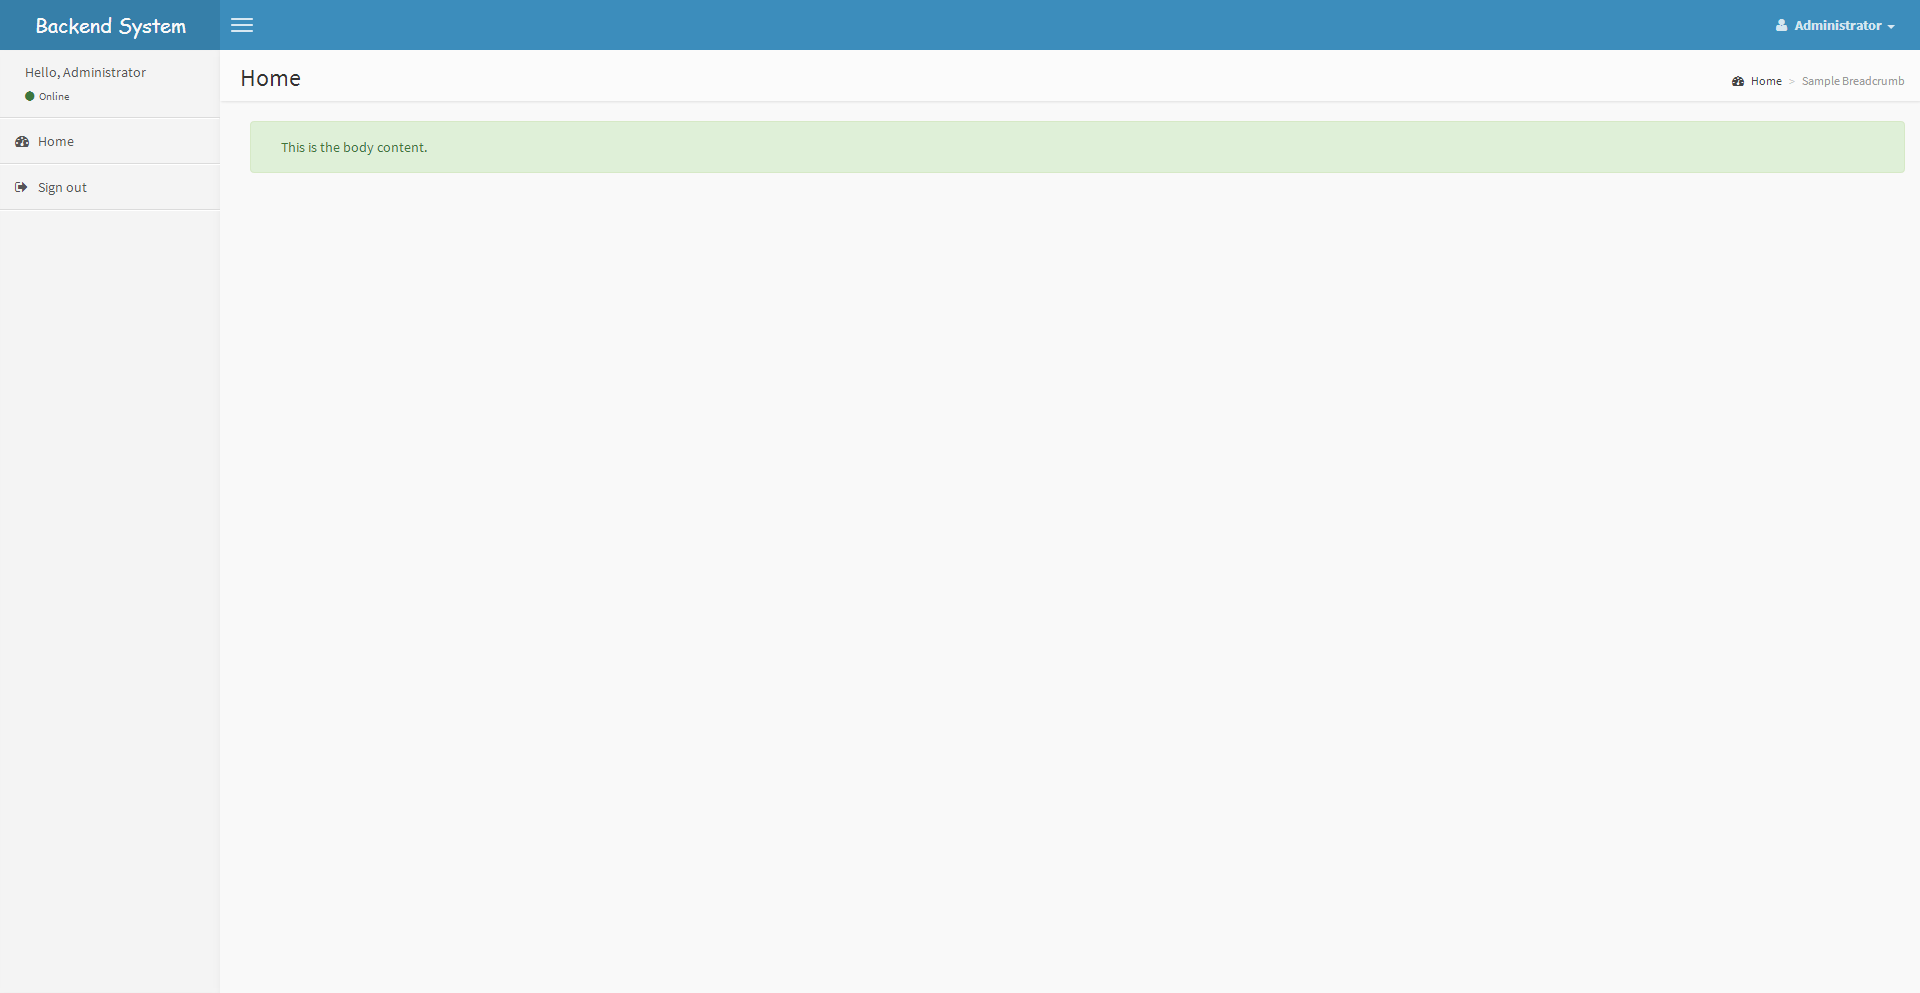 Backend System
Administrator
Hello, Administrator
Online
Home
Sign out
Home
Home > Sample Breadcrumb
This is the body content.